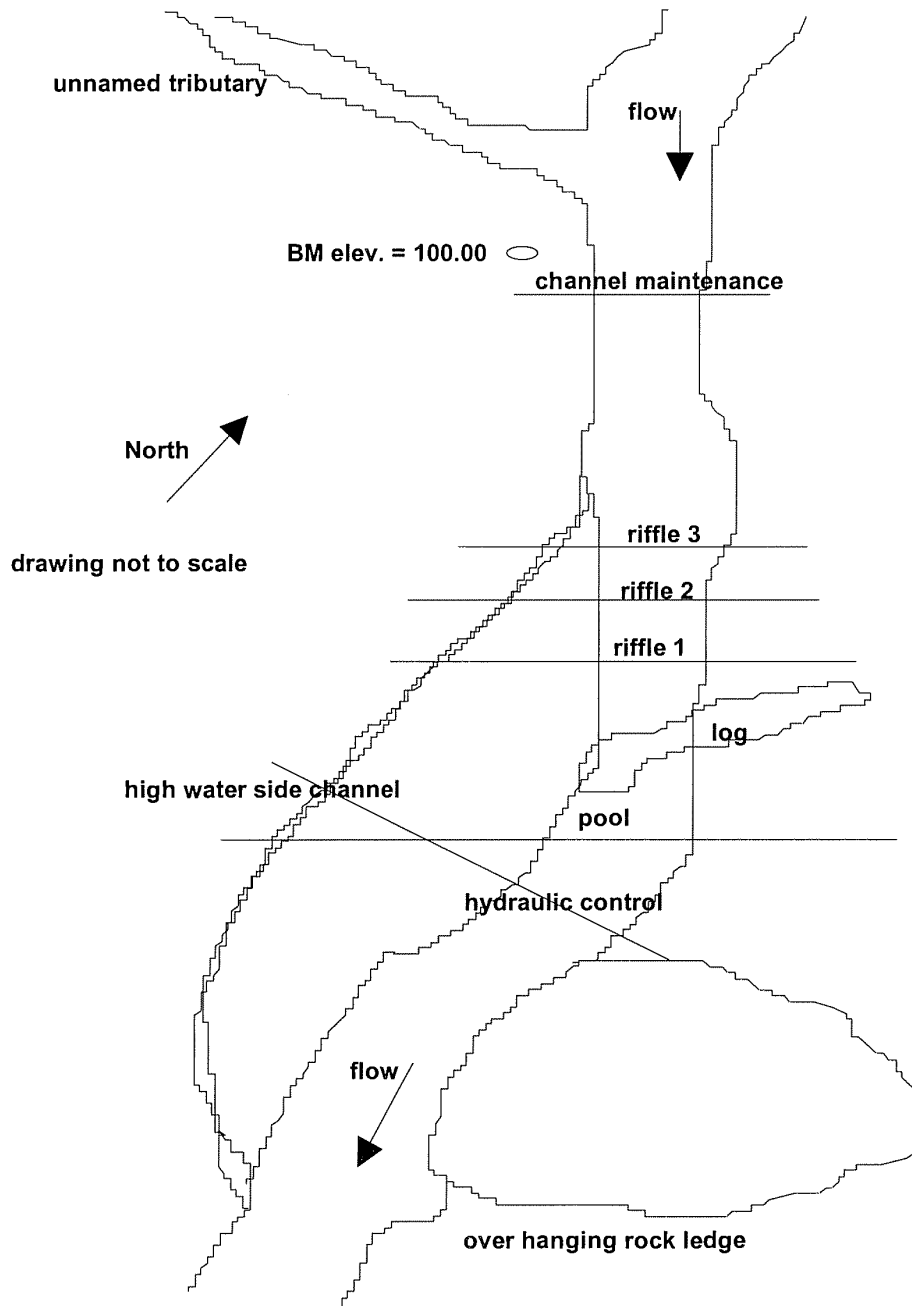 unnamed tributary
flow
BM elev. = 100.00
channel maintenance
North
riffle 3
drawing not to scale
riffle 2
riffle 1
log
high water side channel
pool
hydraulic control
flow
over hanging rock ledge